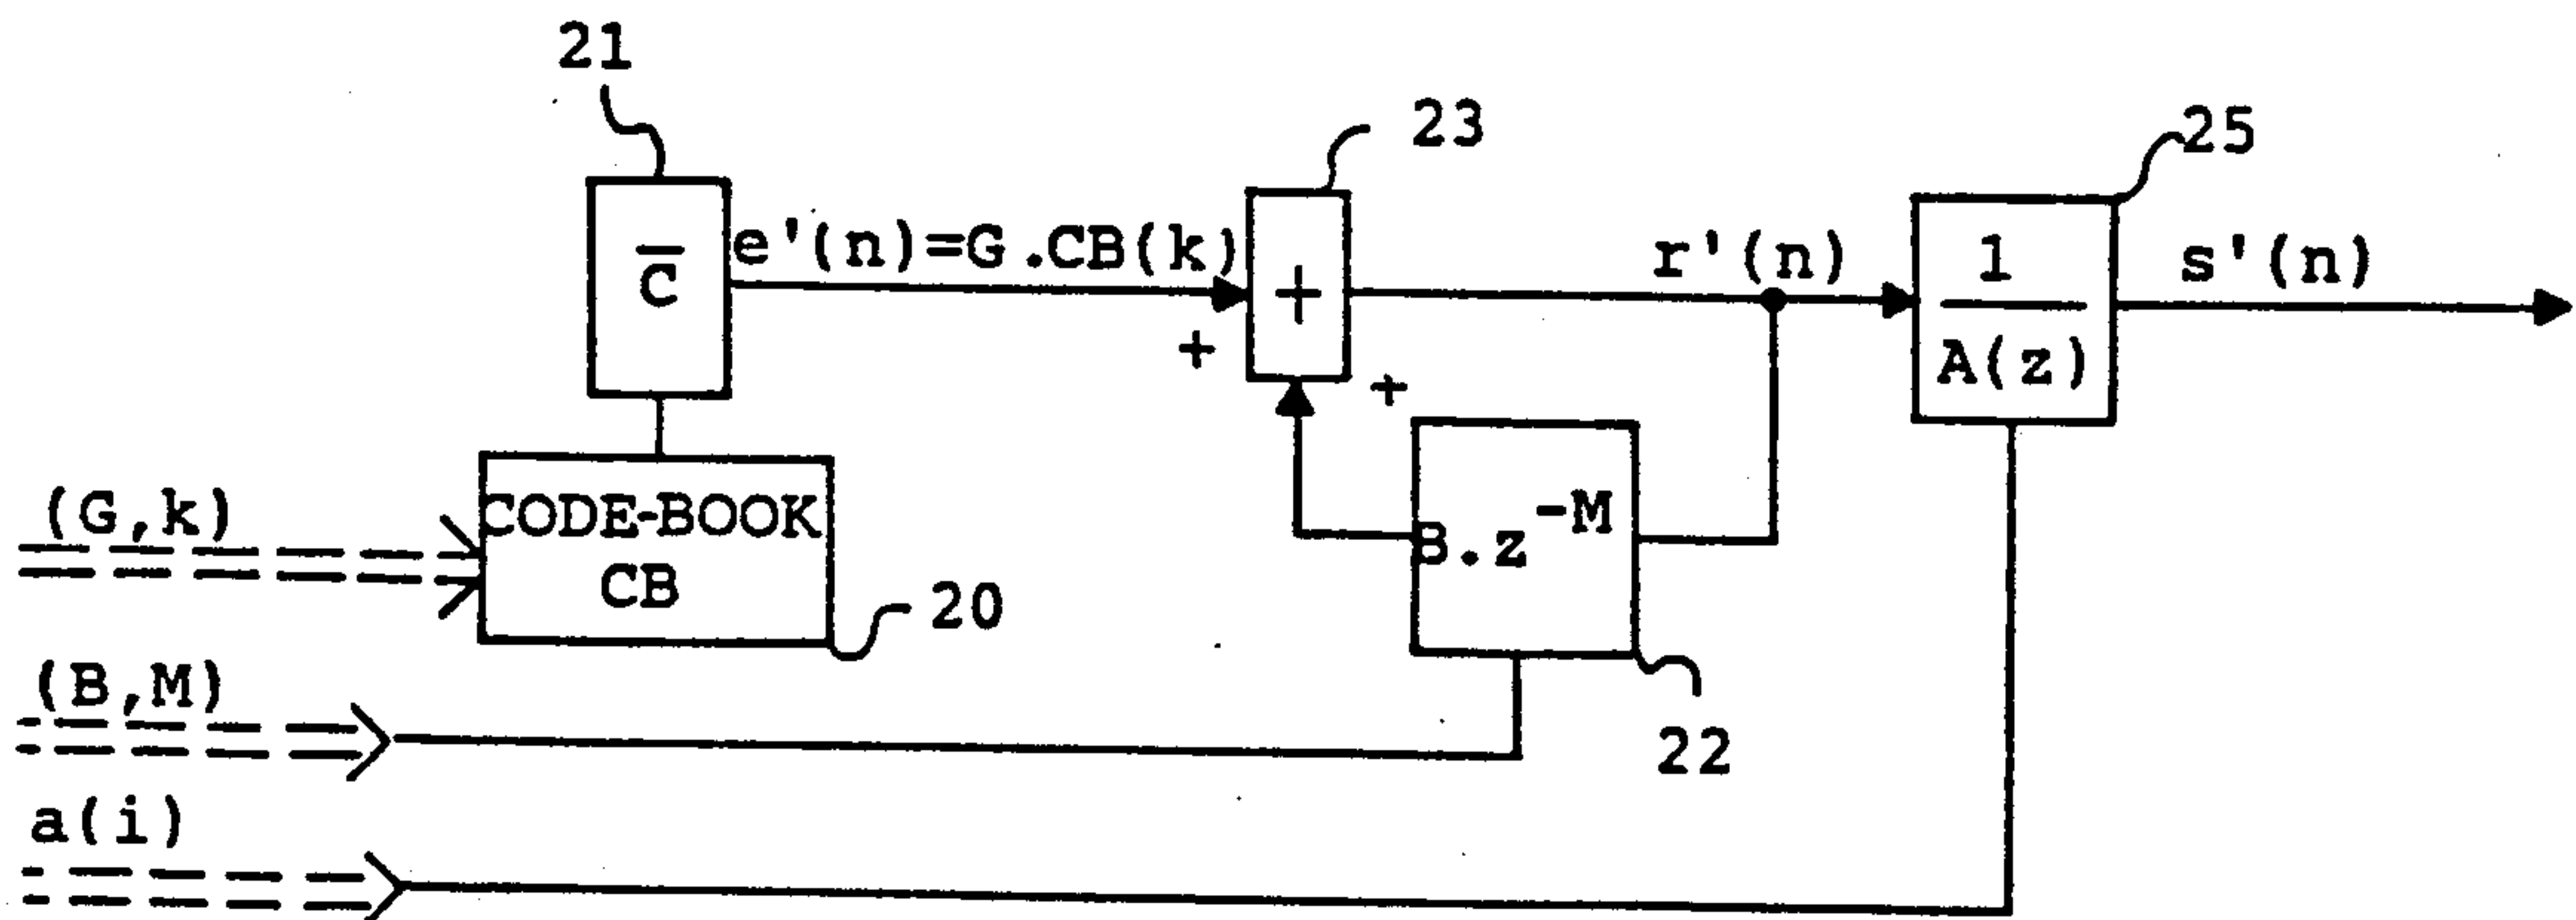 21
23
25
C̅
e'(n)=G.CB(k)
+
r'(n)
1
A(z)
s'(n)
+
+
(G,k)
CODE-BOOK
CB
B.z^-M
20
(B,M)
22
a(i)